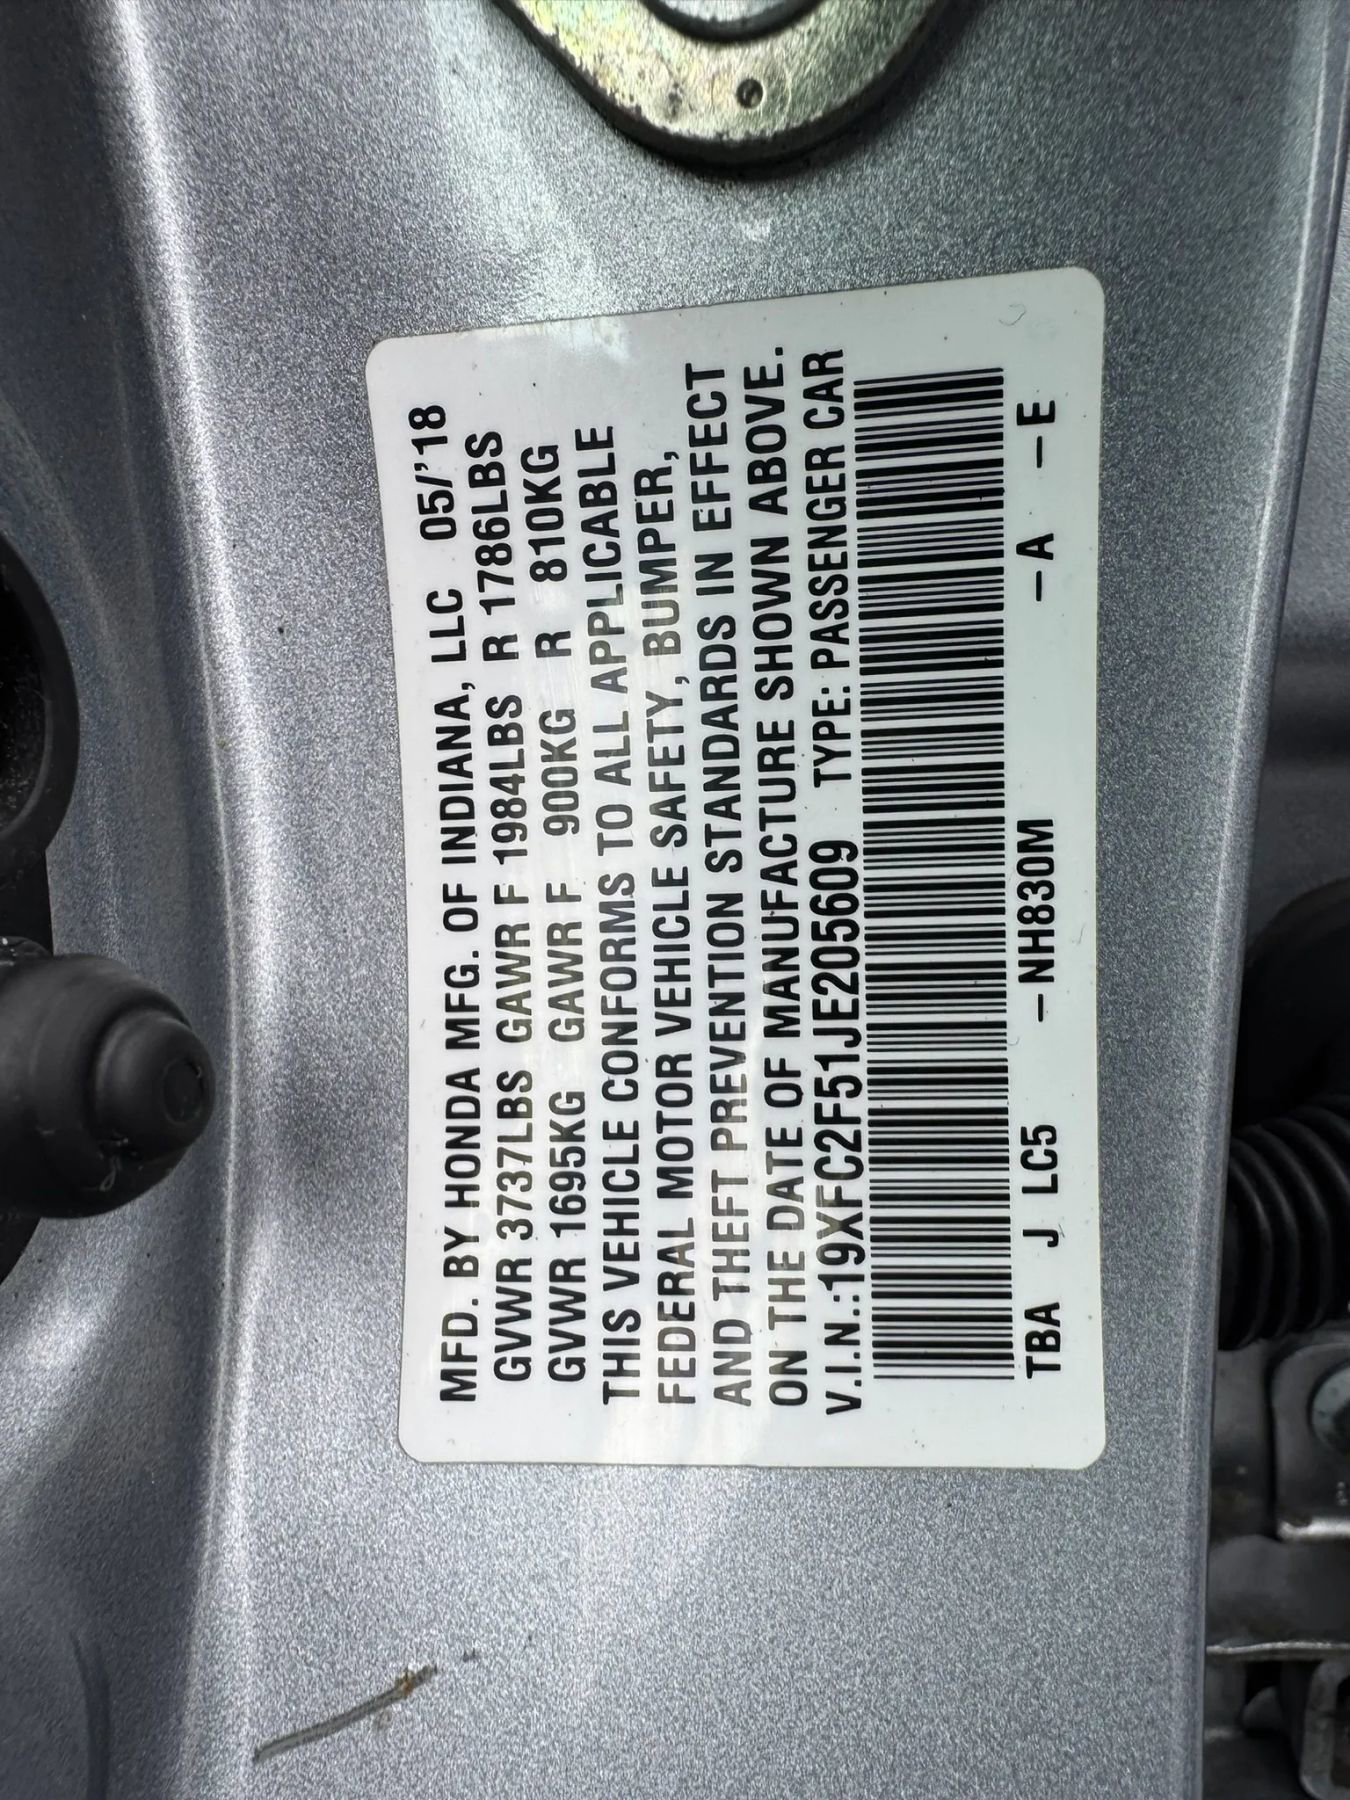 MFD. BY HONDA MFG. OF INDIANA, LLC 05/'18
GVWR 3737LBS GAWR F 1984LBS R 1786LBS
GVWR 1695KG GAWR F 900KG R 810KG
THIS VEHICLE CONFORMS TO ALL APPLICABLE
FEDERAL MOTOR VEHICLE SAFETY, BUMPER,
AND THEFT PREVENTION STANDARDS IN EFFECT
ON THE DATE OF MANUFACTURE SHOWN ABOVE.
V.I.N.:19XFC2F51JE205609 TYPE: PASSENGER CAR
TBA J LC5 –NH830M –A –E